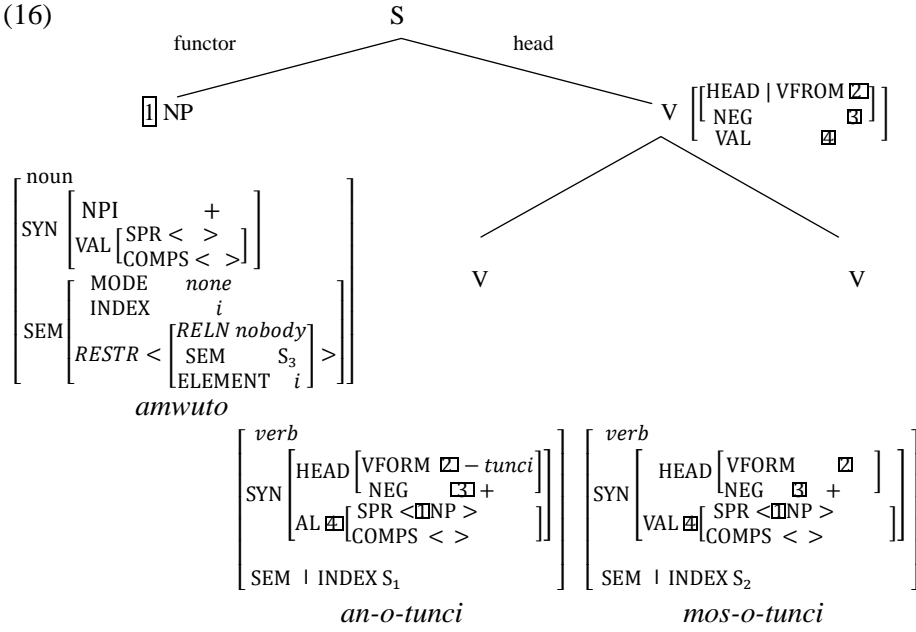 (16)
S
functor head
[1] NP
V [[HEAD | VFROM [2]]
NEG [3]
VAL [4]]
[noun
SYN [NPI +
VAL [SPR < >
COMPS < >]]
SEM [MODE none
INDEX i
RESTR < [RELN nobody
SEM S₃
ELEMENT i] >]]
amwuto
V V
[verb
SYN [HEAD [VFORM [2] − tunci]
NEG [3] +
AL [4] [SPR <[1]NP >
COMPS < >]]
SEM | INDEX S₁]
an-o-tunci
[verb
SYN [HEAD [VFORM [2]
NEG [3] +]
VAL [4] [SPR <[1]NP >
COMPS < >]]
SEM | INDEX S₂]
mos-o-tunci